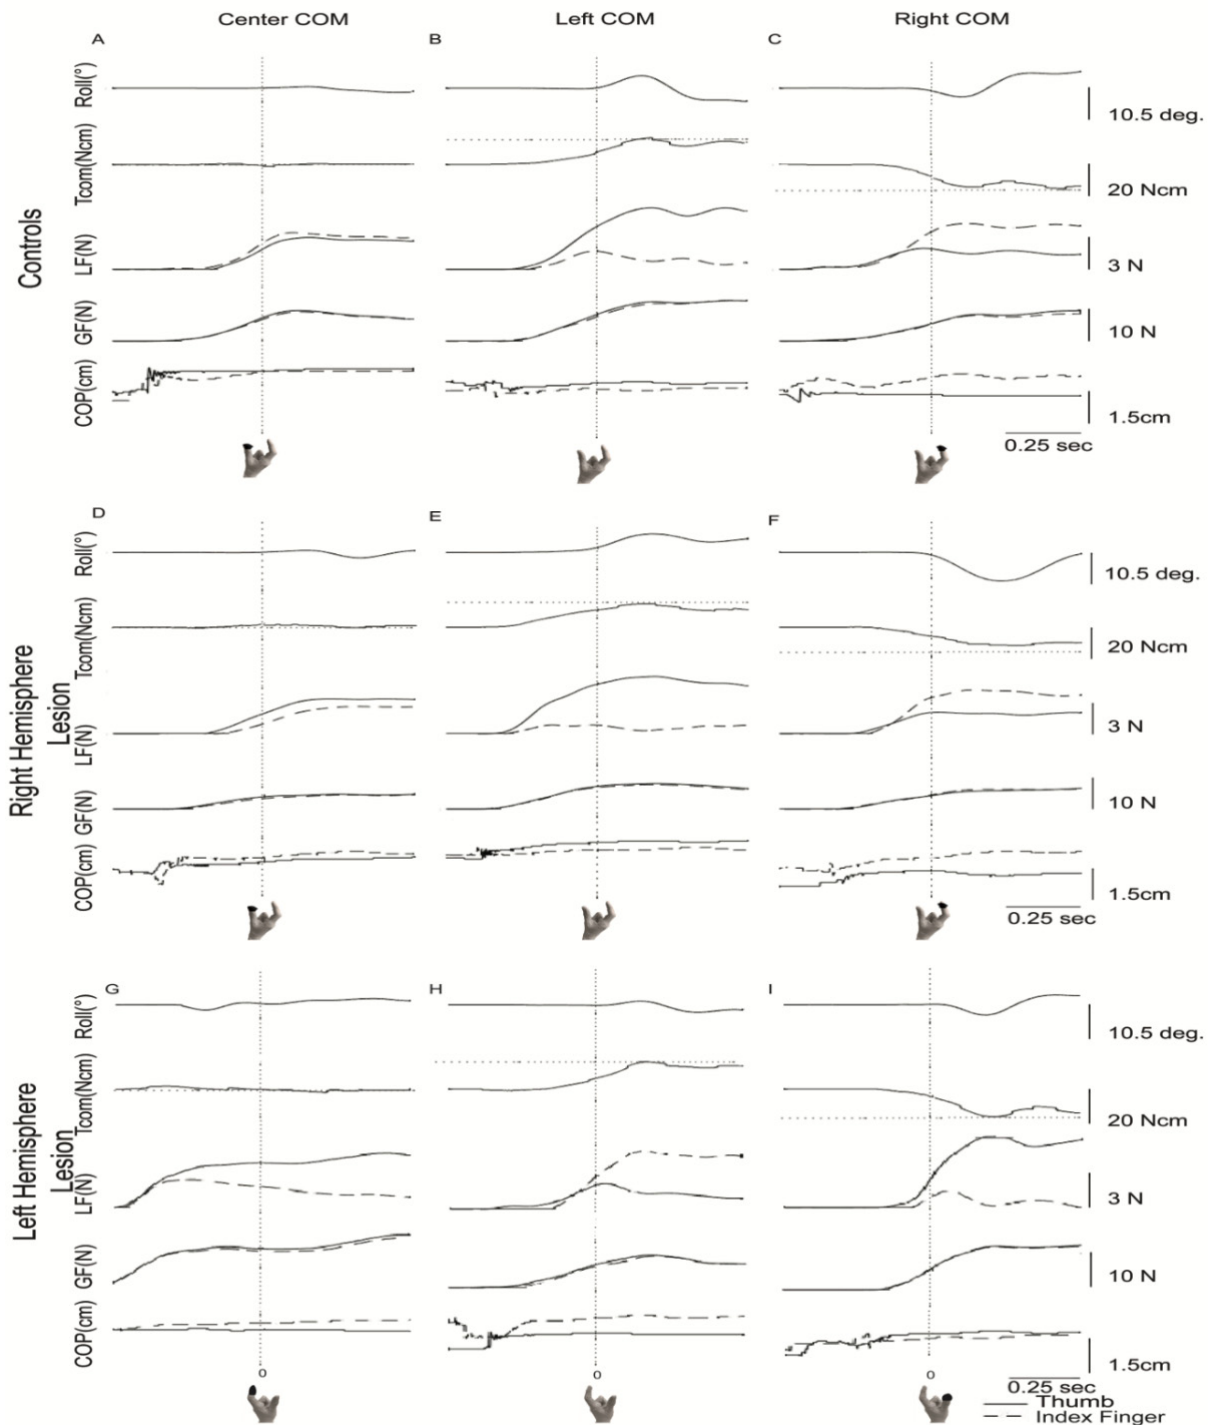 Center COM
Left COM
Right COM
A
B
C
Controls
Roll(°)
Tcom(Ncm)
LF(N)
GF(N)
COP(cm)
10.5 deg.
20 Ncm
3 N
10 N
1.5cm
0.25 sec
D
E
F
Right Hemisphere
Lesion
Roll(°)
Tcom(Ncm)
LF(N)
GF(N)
COP(cm)
10.5 deg.
20 Ncm
3 N
10 N
1.5cm
0.25 sec
G
H
I
Left Hemisphere
Lesion
Roll(°)
Tcom(Ncm)
LF(N)
GF(N)
COP(cm)
10.5 deg.
20 Ncm
3 N
10 N
1.5cm
0
0
0
0.25 sec
Thumb
Index Finger